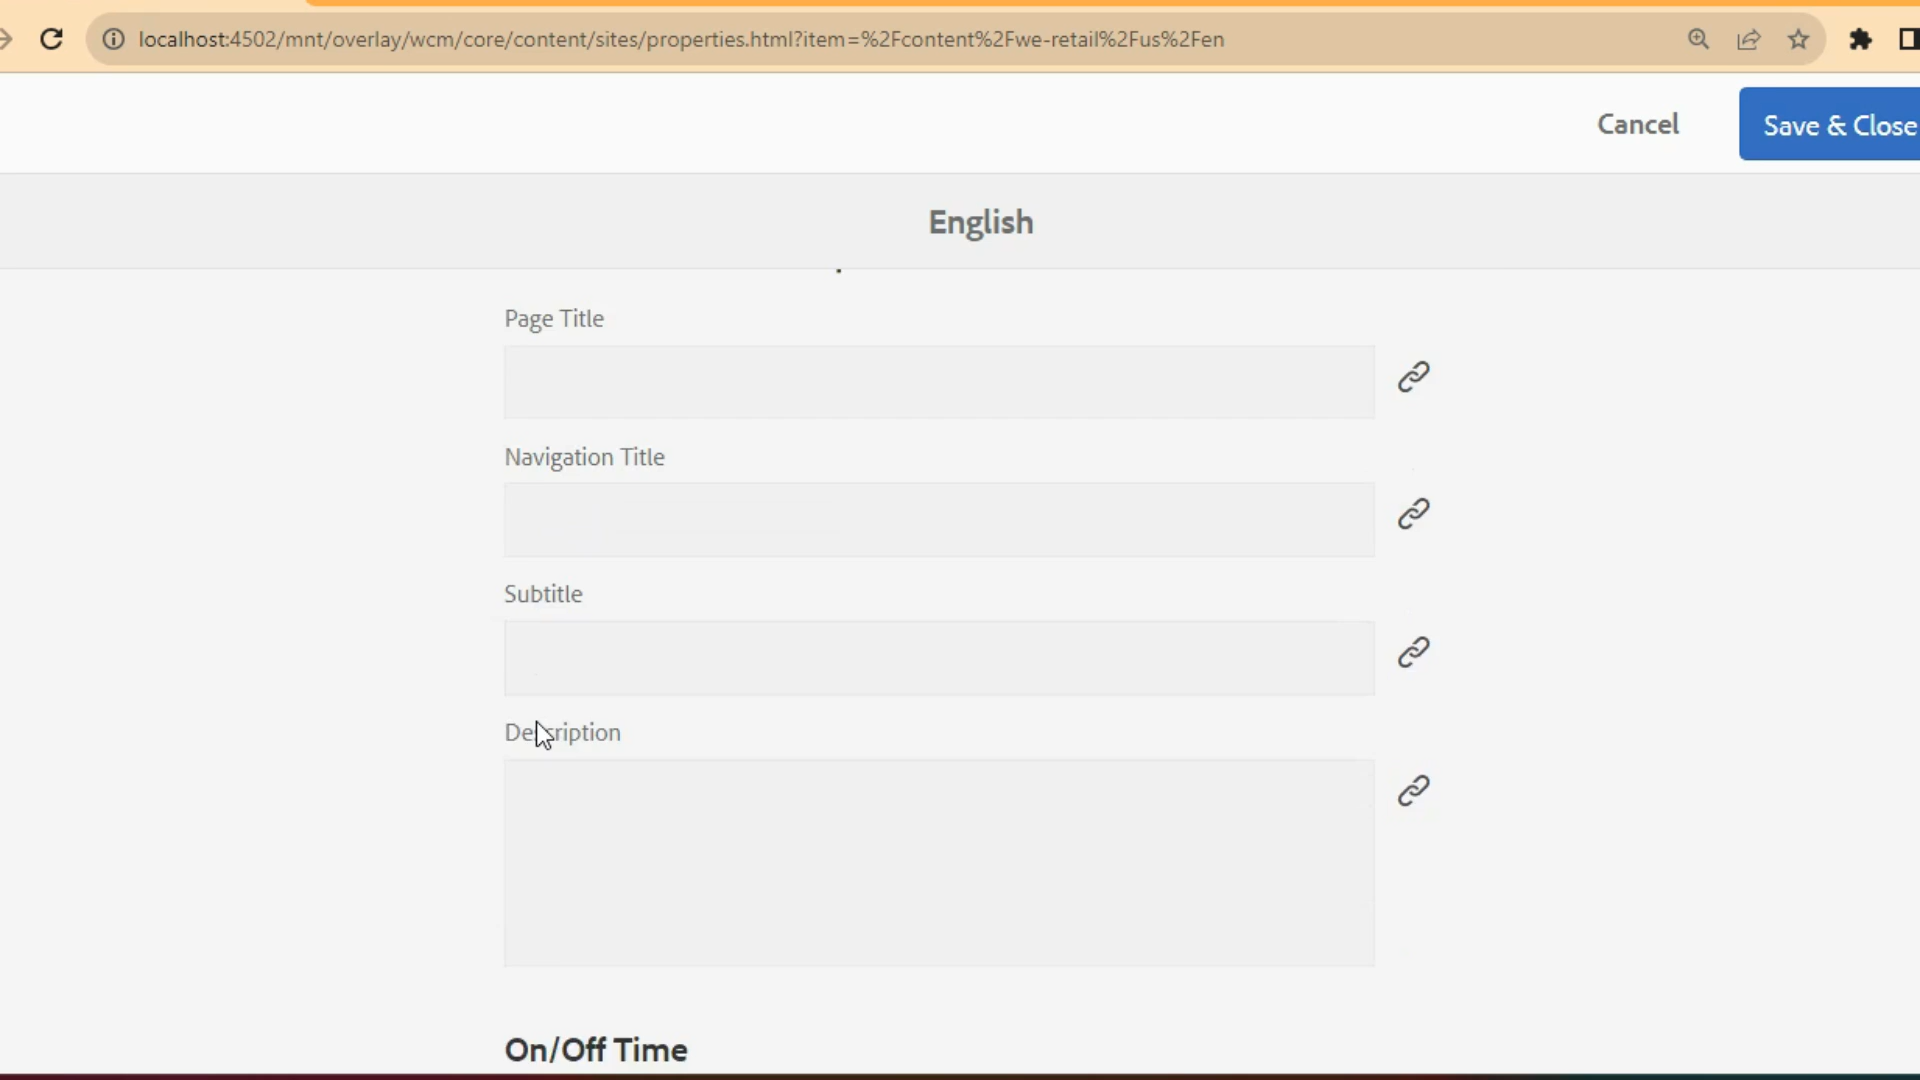 localhost:4502/mnt/overlay/wcm/core/content/sites/properties.html?item=%2Fcontent%2Fwe-retail%2Fus%2Fen
Cancel
Save & Close
English
Page Title
Navigation Title
Subtitle
Description
On/Off Time